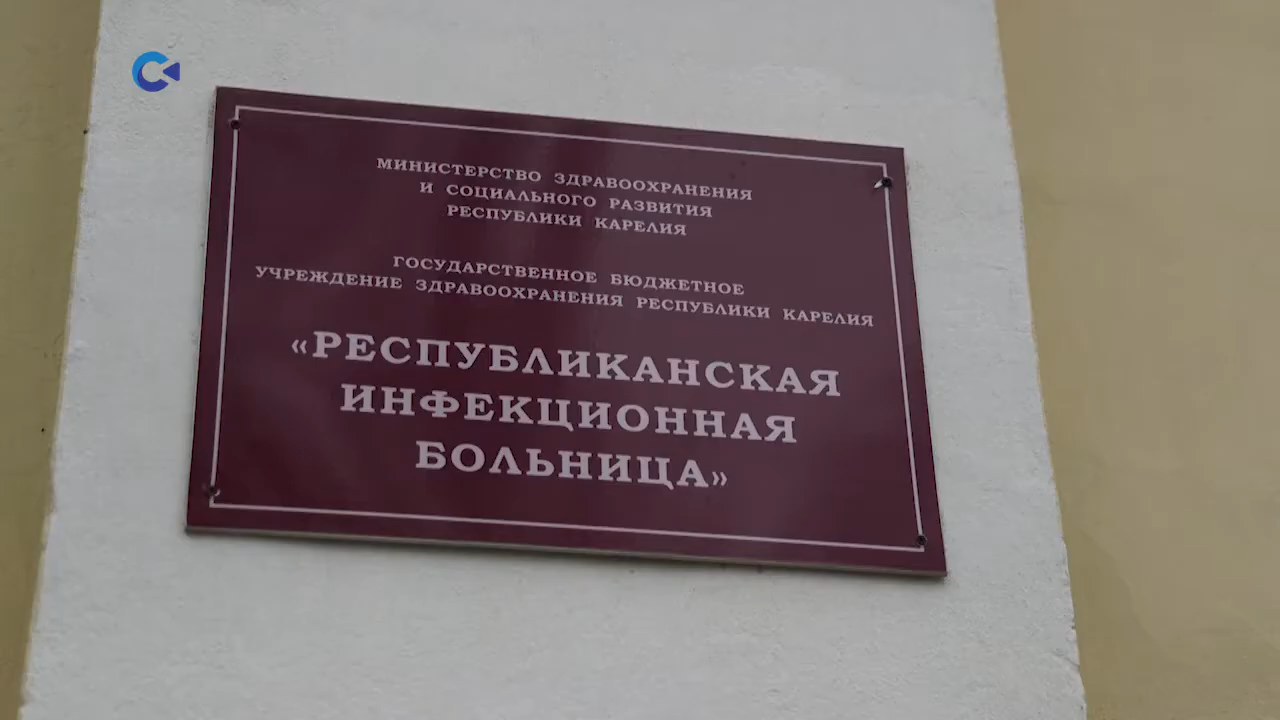 МИНИСТЕРСТВО ЗДРАВООХРАНЕНИЯ
И СОЦИАЛЬНОГО РАЗВИТИЯ
РЕСПУБЛИКИ КАРЕЛИЯ
ГОСУДАРСТВЕННОЕ БЮДЖЕТНОЕ
УЧРЕЖДЕНИЕ ЗДРАВООХРАНЕНИЯ РЕСПУБЛИКИ КАРЕЛИЯ
«РЕСПУБЛИКАНСКАЯ
ИНФЕКЦИОННАЯ
БОЛЬНИЦА»